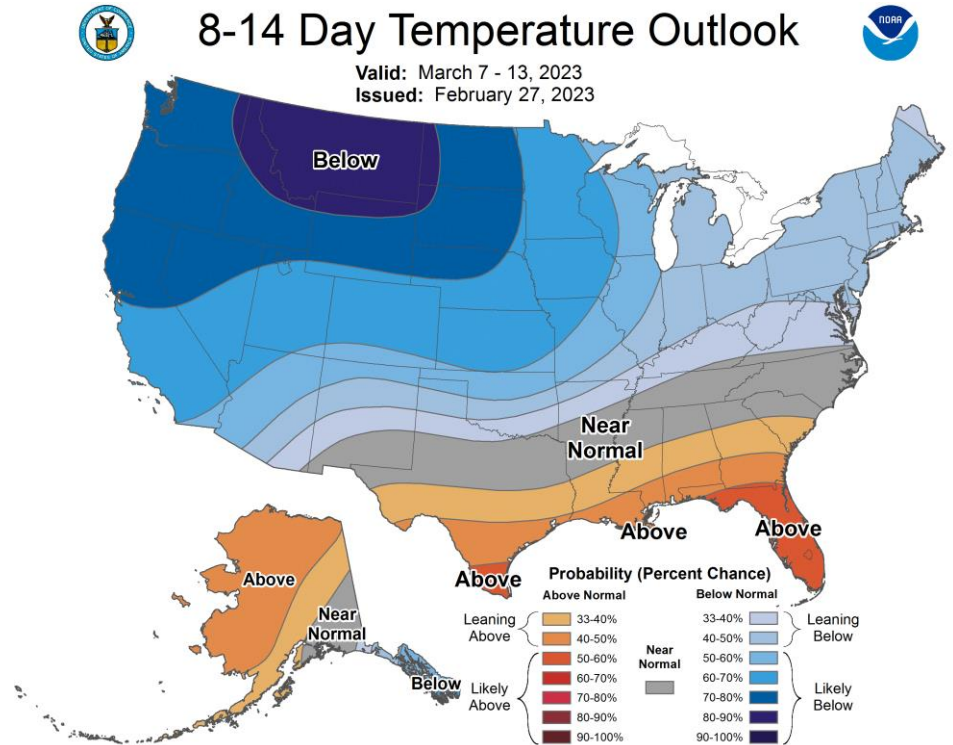 8-14 Day Temperature Outlook
NOAA
Valid: March 7 - 13, 2023
Issued: February 27, 2023
Below
Near
Normal
Above
Above
Above
Above
Near
Normal
Below
Probability (Percent Chance)
Above Normal
Below Normal
Leaning
Above
33-40%
40-50%
Likely
Above
50-60%
60-70%
70-80%
80-90%
90-100%
Near
Normal
33-40%
40-50%
Leaning
Below
50-60%
60-70%
70-80%
80-90%
90-100%
Likely
Below